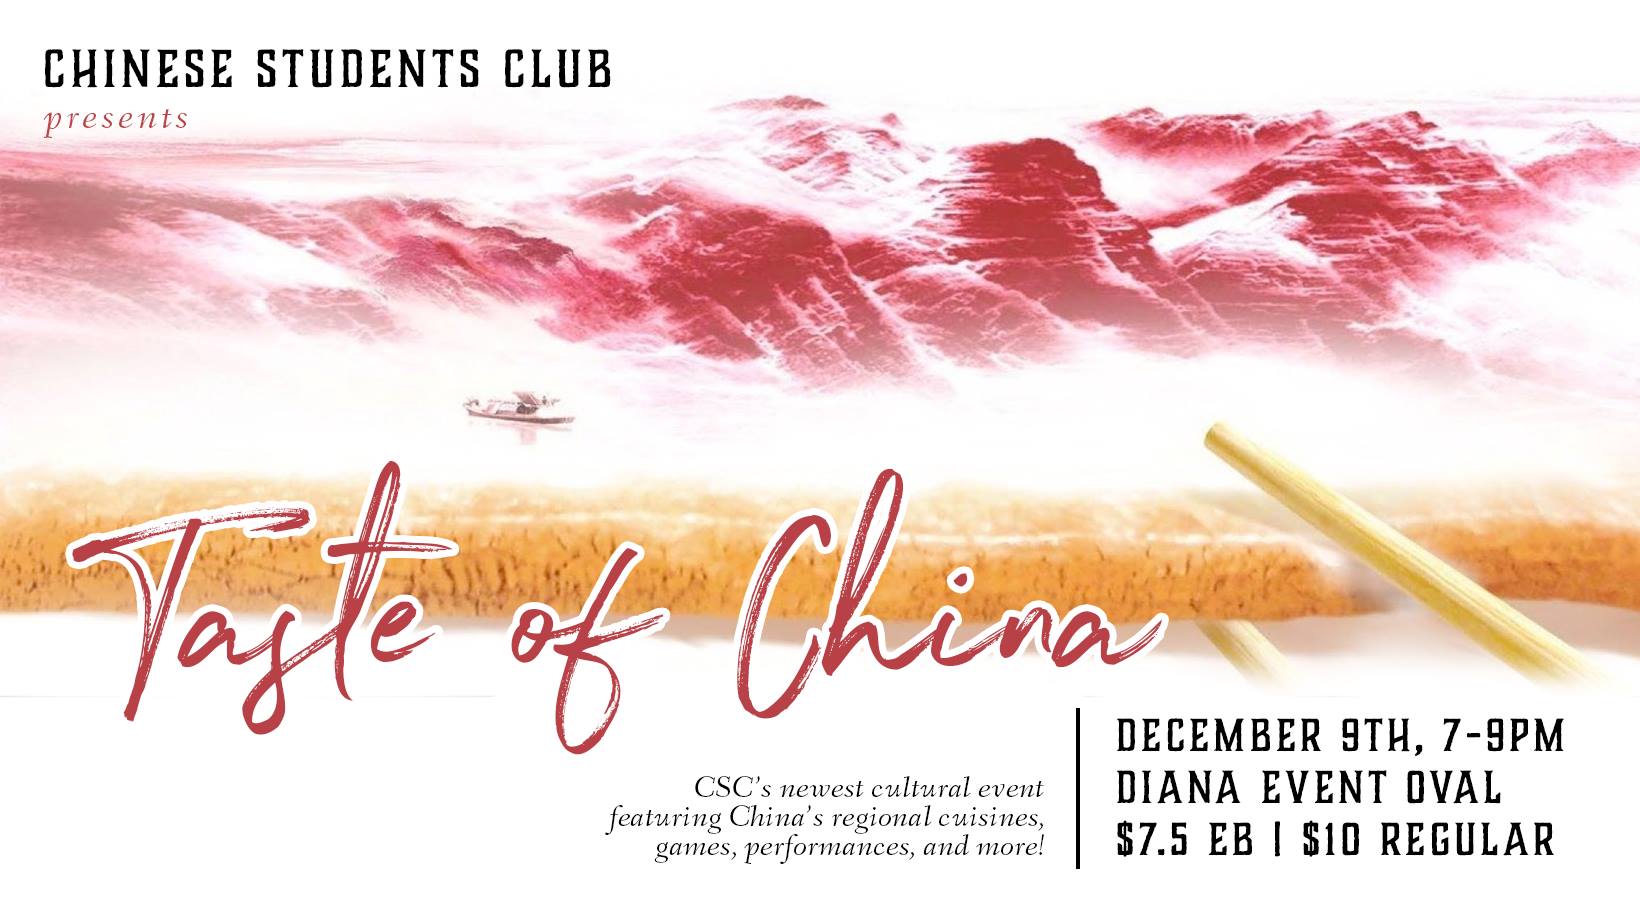 CHINESE STUDENTS CLUB
presents
Taste of China
CSC's newest cultural event
featuring China's regional cuisines,
games, performances, and more!
DECEMBER 9TH, 7-9PM
DIANA EVENT OVAL
$7.5 EB | $10 REGULAR